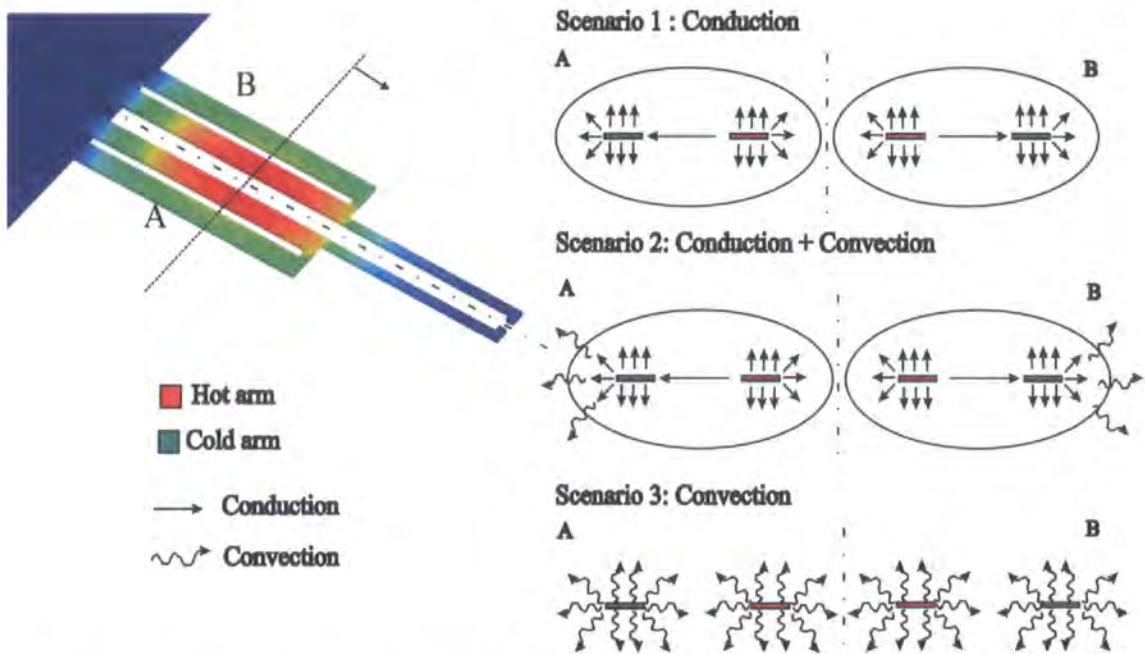 Scenario 1 : Conduction
A
B
B
A
Scenario 2: Conduction + Convection
A
B
Hot arm
Cold arm
Conduction
Convection
Scenario 3: Convection
A
B